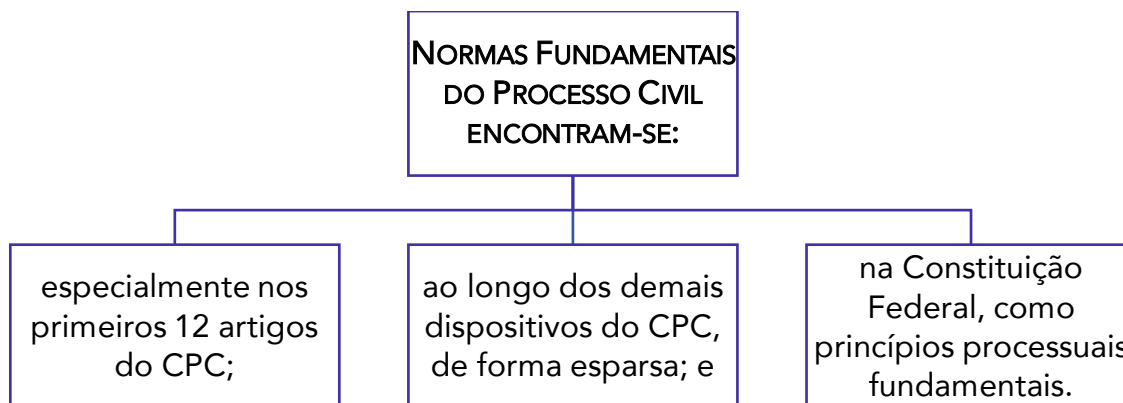 NORMAS FUNDAMENTAIS
DO PROCESSO CIVIL
ENCONTRAM-SE:
especialmente nos
primeiros 12 artigos
do CPC;
ao longo dos demais
dispositivos do CPC,
de forma esparsa; e
na Constituição
Federal, como
princípios processuais
fundamentais.